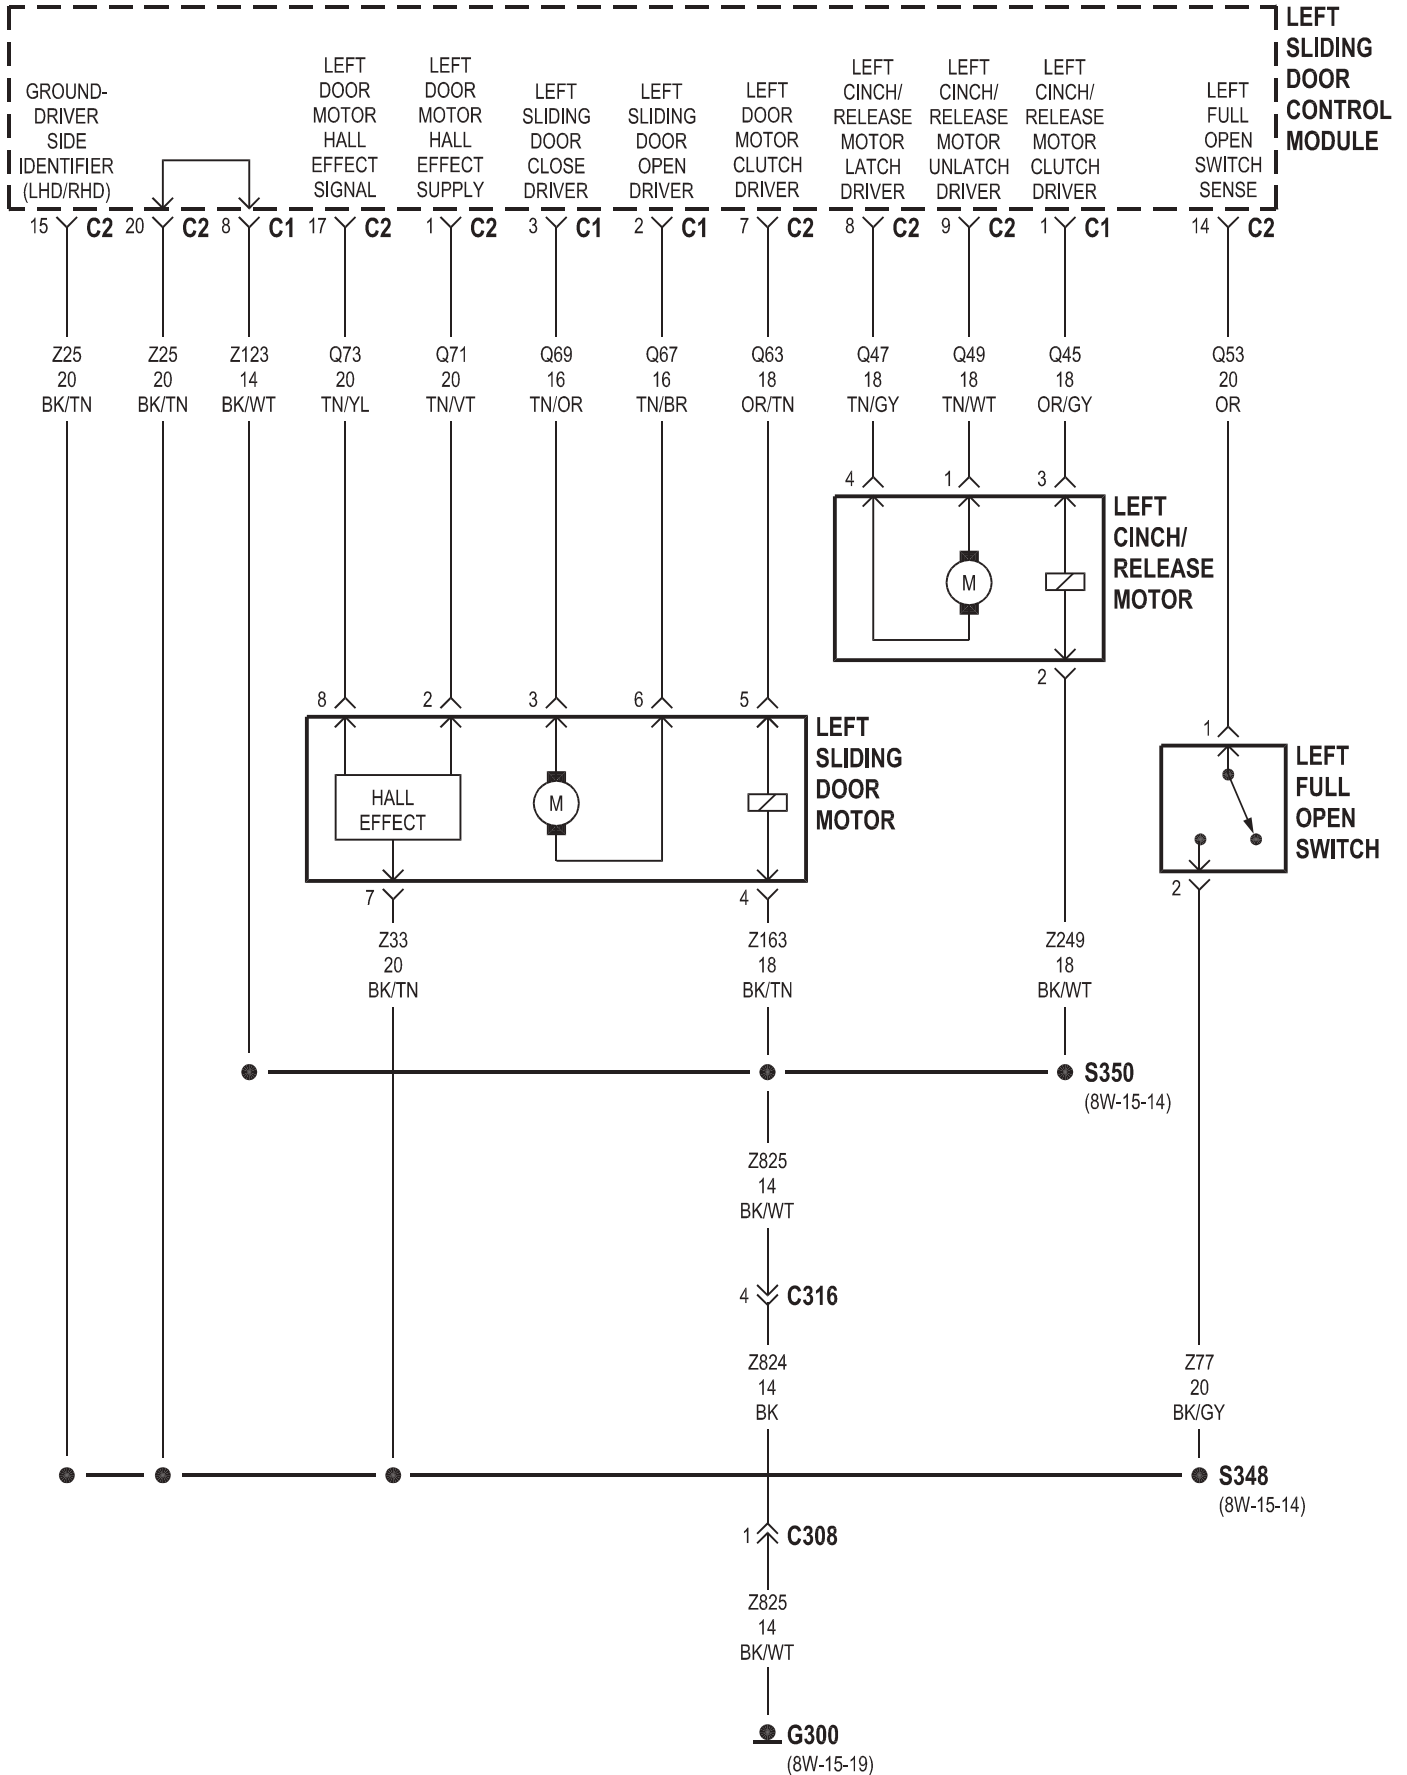 LEFT
SLIDING
DOOR
CONTROL
MODULE
GROUND-
DRIVER
SIDE
IDENTIFIER
(LHD/RHD)
LEFT
DOOR
MOTOR
HALL
EFFECT
SIGNAL
LEFT
DOOR
MOTOR
HALL
EFFECT
SUPPLY
LEFT
SLIDING
DOOR
CLOSE
DRIVER
LEFT
SLIDING
DOOR
OPEN
DRIVER
LEFT
DOOR
MOTOR
CLUTCH
DRIVER
LEFT
CINCH/
RELEASE
MOTOR
LATCH
DRIVER
LEFT
CINCH/
RELEASE
MOTOR
UNLATCH
DRIVER
LEFT
CINCH/
RELEASE
MOTOR
CLUTCH
DRIVER
LEFT
FULL
OPEN
SWITCH
SENSE
15 C2 20 C2 8 C1 17 C2 1 C2 3 C1 2 C1 7 C2 8 C2 9 C2 1 C1 14 C2
Z25 Z25 Z123 Q73 Q71 Q69 Q67 Q63 Q47 Q49 Q45 Q53
20 20 14 20 20 16 16 18 18 18 18 20
BK/TN BK/TN BK/WT TN/YL TN/VT TN/OR TN/BR OR/TN TN/GY TN/WT OR/GY OR
4 1 3
LEFT
CINCH/
RELEASE
MOTOR
M
2
8 2 3 6 5
LEFT
SLIDING
DOOR
MOTOR
HALL
EFFECT
M
7 4
1
LEFT
FULL
OPEN
SWITCH
2
Z33 Z163 Z249
20 18 18
BK/TN BK/TN BK/WT
S350
(8W-15-14)
Z825
14
BK/WT
4 C316
Z824 Z77
14 20
BK BK/GY
S348
(8W-15-14)
1 C308
Z825
14
BK/WT
G300
(8W-15-19)